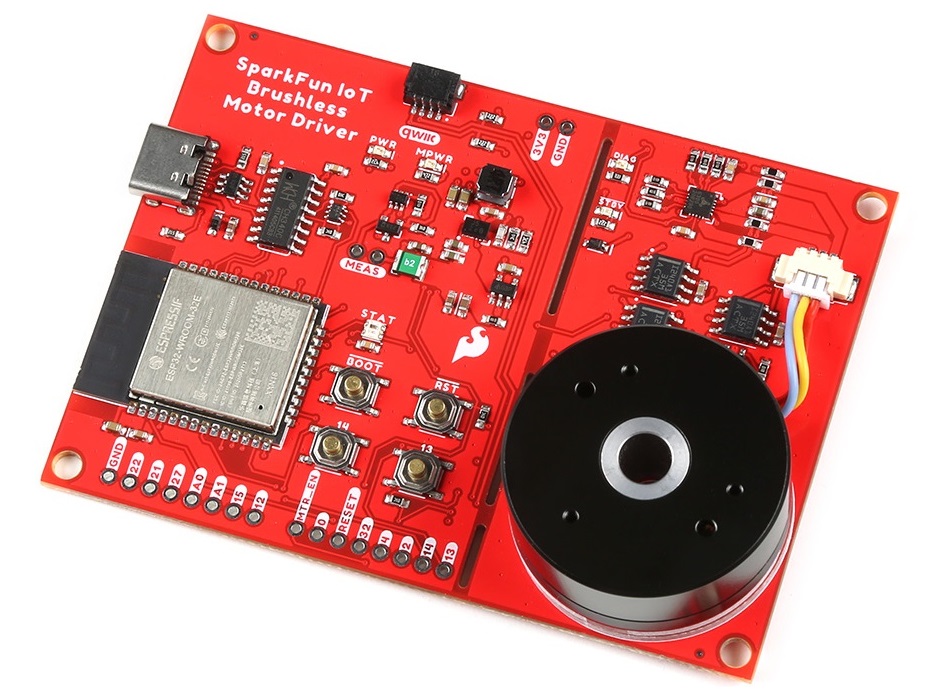 SparkFun IoT
Brushless
Motor Driver
qwiic
PWR
MPWR
3V3
GND
DIAG
STBY
MEAS
b2
ESPRESSIF
ESP32-WROOM-32E
CE
STAT
BOOT
RST
14
13
GND
22
21
27
A0
A1
15
12
MTR_EN
0
RESET
32
4
2
14
13